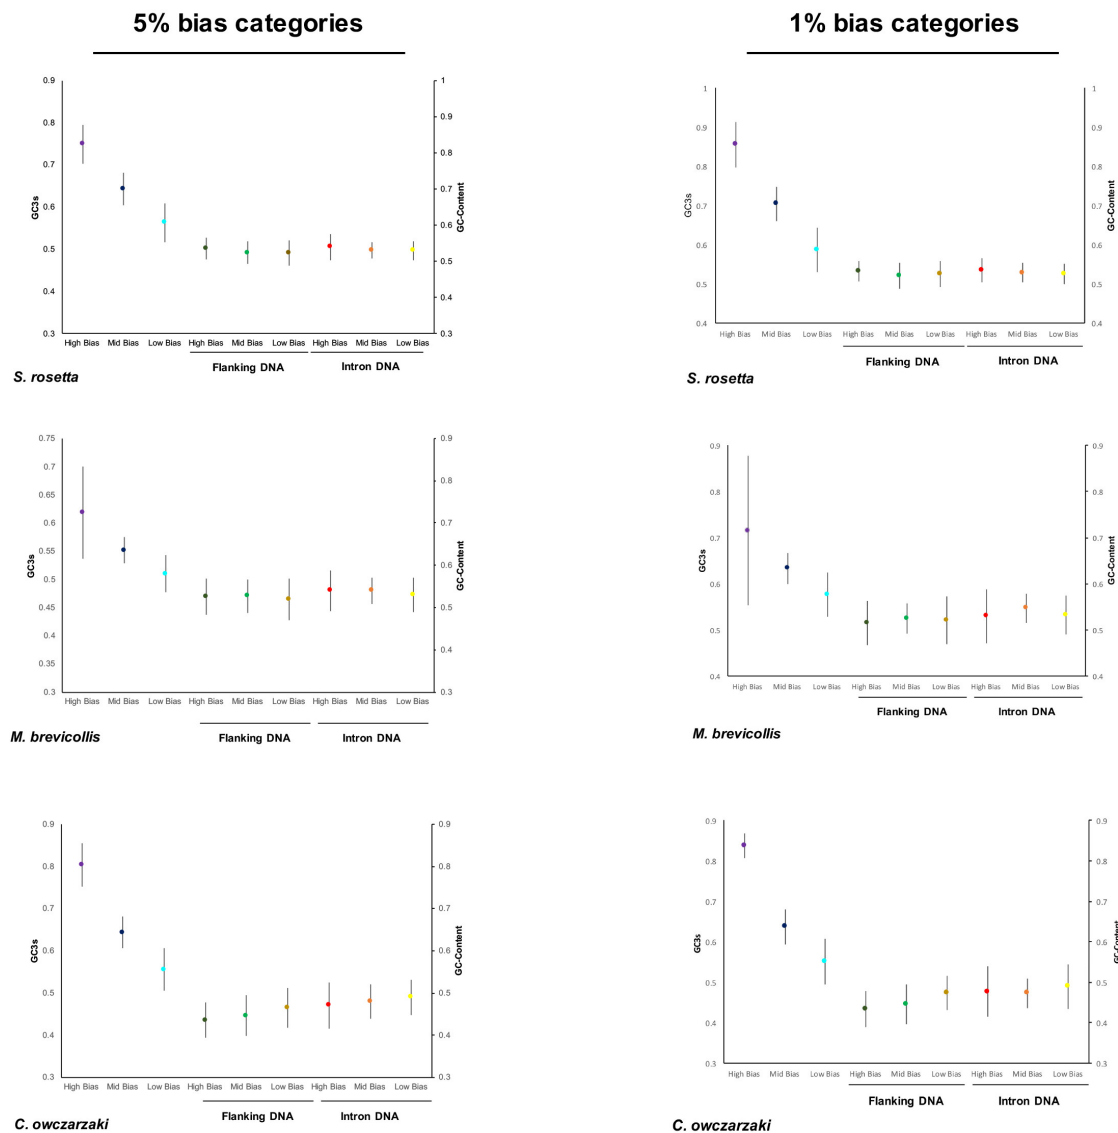 5% bias categories
1% bias categories
0.9
0.8
0.7
0.6
0.5
0.4
0.3
GC3s
1
0.9
0.8
0.7
0.6
0.5
0.4
0.3
GC-Content
High Bias Mid Bias Low Bias High Bias Mid Bias Low Bias High Bias Mid Bias Low Bias
Flanking DNA Intron DNA
S. rosetta
1
0.9
0.8
0.7
0.6
0.5
0.4
GC3s
1
0.9
0.8
0.7
0.6
0.5
0.4
GC-Content
High Bias Mid Bias Low Bias High Bias Mid Bias Low Bias High Bias Mid Bias Low Bias
Flanking DNA Intron DNA
S. rosetta
0.75
0.7
0.65
0.6
0.55
0.5
0.45
0.4
0.35
0.3
GC3s
0.9
0.8
0.7
0.6
0.5
0.4
0.3
GC-Content
High Bias Mid Bias Low Bias High Bias Mid Bias Low Bias High Bias Mid Bias Low Bias
Flanking DNA Intron DNA
M. brevicollis
0.9
0.8
0.7
0.6
0.5
0.4
GC3s
0.9
0.8
0.7
0.6
0.5
0.4
GC-Content
High Bias Mid Bias Low Bias High Bias Mid Bias Low Bias High Bias Mid Bias Low Bias
Flanking DNA Intron DNA
M. brevicollis
0.9
0.8
0.7
0.6
0.5
0.4
0.3
GC3s
0.9
0.8
0.7
0.6
0.5
0.4
0.3
GC-Content
High Bias Mid Bias Low Bias High Bias Mid Bias Low Bias High Bias Mid Bias Low Bias
Flanking DNA Intron DNA
C. owczarzaki
0.9
0.8
0.7
0.6
0.5
0.4
0.3
GC3s
0.9
0.8
0.7
0.6
0.5
0.4
0.3
GC-Content
High Bias Mid Bias Low Bias High Bias Mid Bias Low Bias High Bias Mid Bias Low Bias
Flanking DNA Intron DNA
C. owczarzaki